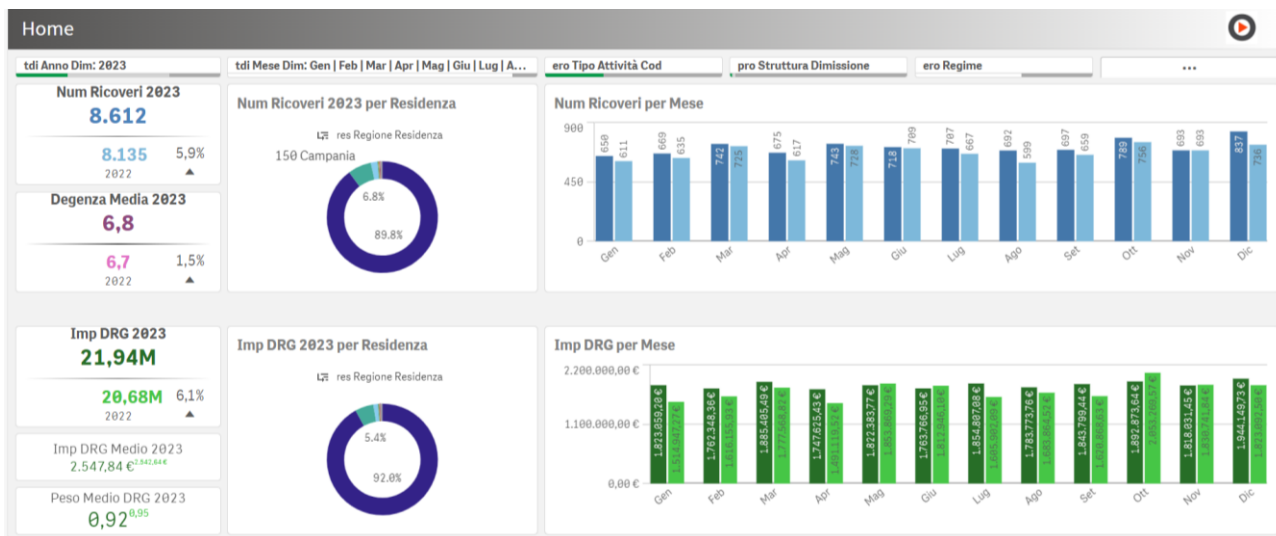 Home
tdi Anno Dim: 2023
tdi Mese Dim: Gen | Feb | Mar | Apr | Mag | Giu | Lug | A...
ero Tipo Attività Cod
pro Struttura Dimissione
ero Regime
...
Num Ricoveri 2023
8.612
8.135 5,9%
2022
Degenza Media 2023
6,8
6,7 1,5%
2022
Num Ricoveri 2023 per Residenza
res Regione Residenza
150 Campania
6.8%
89.8%
Num Ricoveri per Mese
900
450
0
650 611 669 635 742 725 675 617 743 728 718 709 707 667 692 599 697 659 789 756 693 693 837 736
Gen Feb Mar Apr Mag Giu Lug Ago Set Ott Nov Dic
Imp DRG 2023
21,94M
20,68M 6,1%
2022
Imp DRG Medio 2023
2.547,84 €
Peso Medio DRG 2023
0,92 0,95
Imp DRG 2023 per Residenza
res Regione Residenza
5.4%
92.0%
Imp DRG per Mese
2.200.000,00 €
1.100.000,00 €
0,00 €
1.823.059,20 € 1.762.348,36 € 1.885.405,49 € 1.747.625,43 € 1.822.383,77 € 1.763.766,95 € 1.854.807,08 € 1.783.773,76 € 1.843.799,44 € 1.892.873,64 € 1.818.031,45 € 1.944.149,73 €
Gen Feb Mar Apr Mag Giu Lug Ago Set Ott Nov Dic